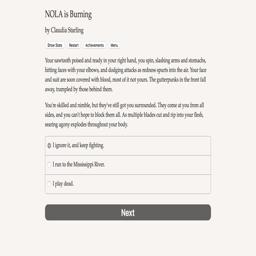 NOLA is Burning
by Claudia Starling
Show Stats Restart Achievements Menu
Your sawtooth poised and ready in your right hand, you spin, slashing arms and stomachs,
hitting faces with your elbows, and dodging attacks as redness spurts into the air. Your face
and suit are soon covered with blood, most of it not yours. The gutterpunks in the front fall
away, trampled by those behind them.
You're skilled and nimble, but they've still got you surrounded. They come at you from all
sides, and you can't hope to block them all. As multiple blades cut and rip into your flesh,
searing agony explodes throughout your body.
I ignore it, and keep fighting.
I run to the Mississippi River.
I play dead.
Next